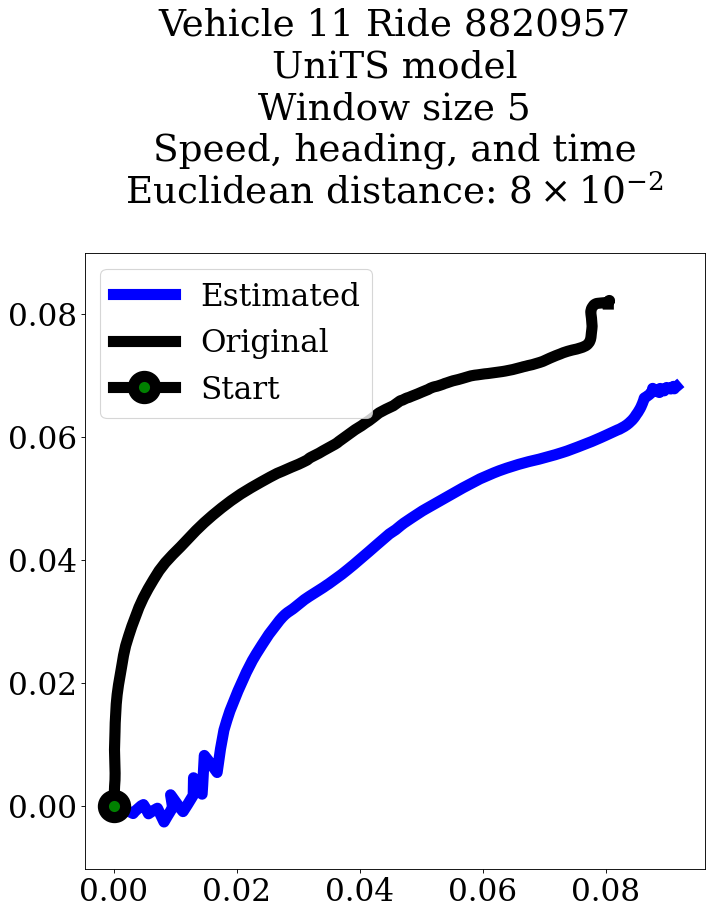 Vehicle 11 Ride 8820957
UniTS model
Window size 5
Speed, heading, and time
Euclidean distance: 8 × 10⁻²
Estimated
Original
Start
0.08
0.06
0.04
0.02
0.00
0.00 0.02 0.04 0.06 0.08